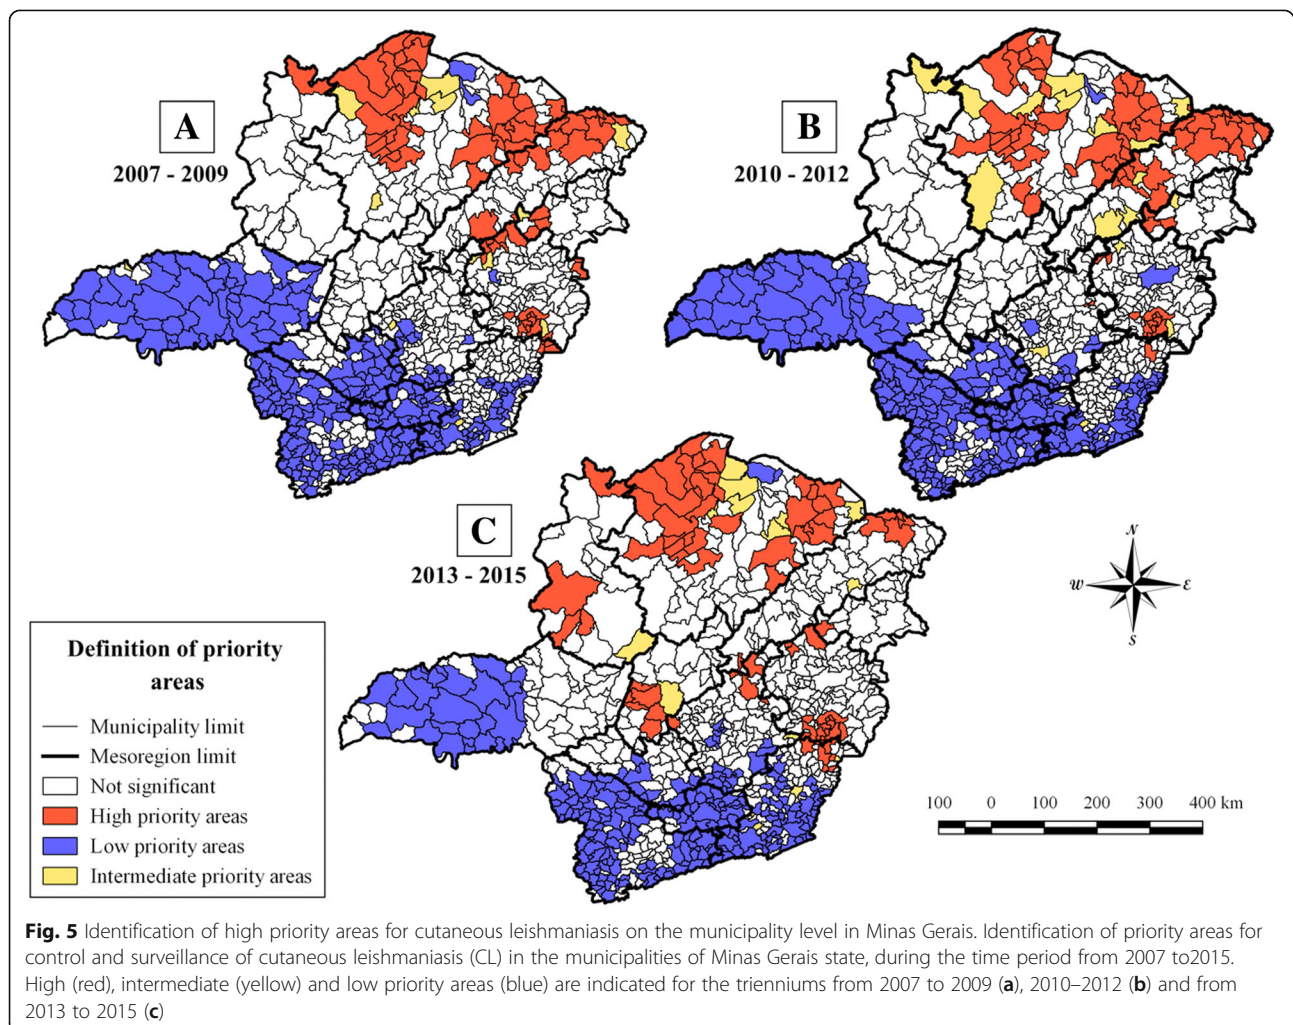 A
2007 - 2009
B
2010 - 2012
C
2013 - 2015
N
W
E
S
Definition of priority
areas
Municipality limit
Mesoregion limit
Not significant
High priority areas
Low priority areas
Intermediate priority areas
100 0 100 200 300 400 km
Fig. 5 Identification of high priority areas for cutaneous leishmaniasis on the municipality level in Minas Gerais. Identification of priority areas for
control and surveillance of cutaneous leishmaniasis (CL) in the municipalities of Minas Gerais state, during the time period from 2007 to2015.
High (red), intermediate (yellow) and low priority areas (blue) are indicated for the trienniums from 2007 to 2009 (a), 2010–2012 (b) and from
2013 to 2015 (c)